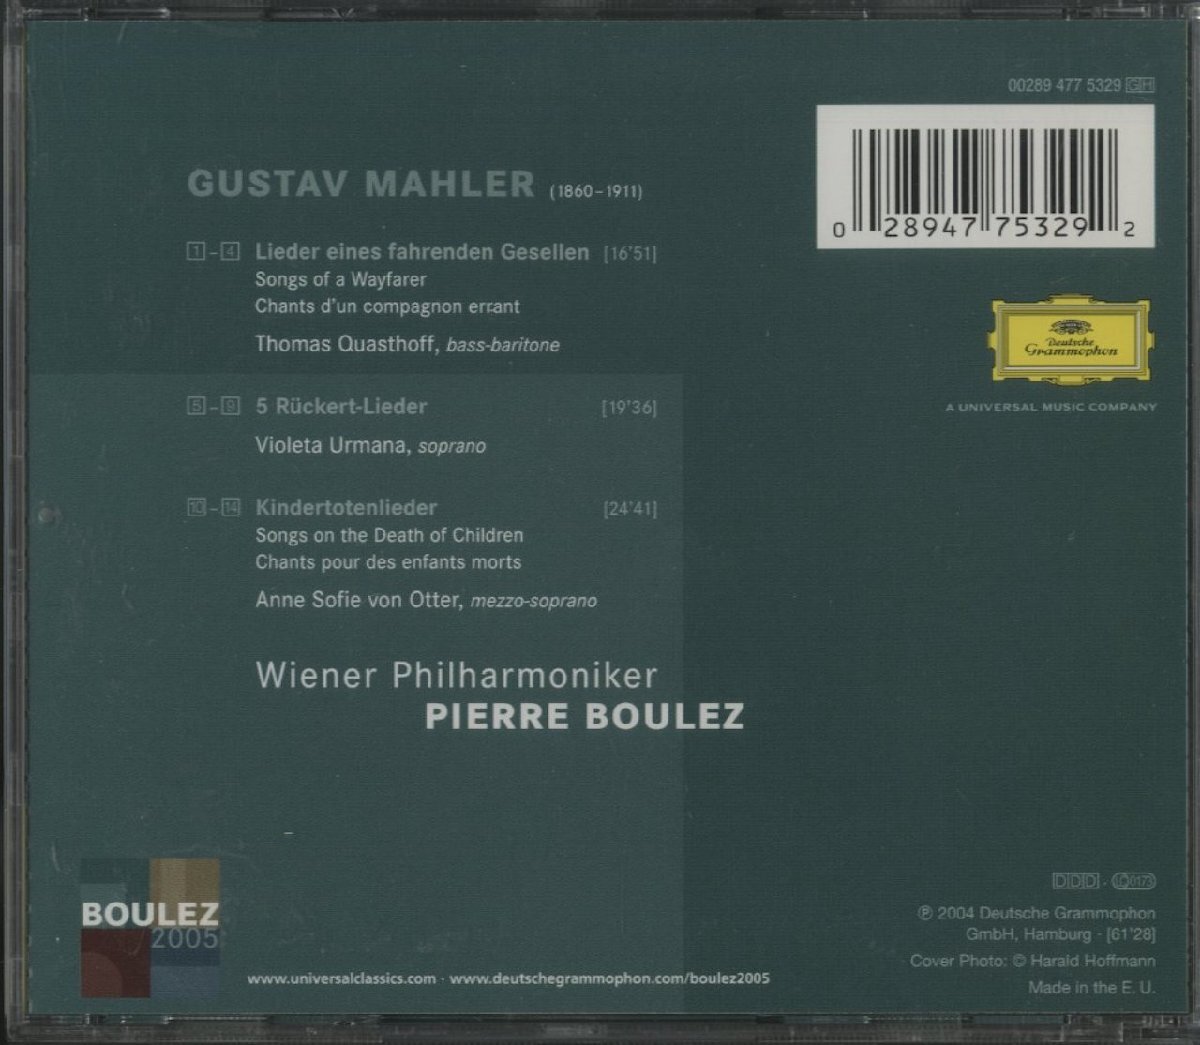 00289 477 5329 GH
0 28947 75329 2
GUSTAV MAHLER (1860–1911)
1 – 4 Lieder eines fahrenden Gesellen [16'51]
Songs of a Wayfarer
Chants d'un compagnon errant
Thomas Quasthoff, bass-baritone
Deutsche
Grammophon
A UNIVERSAL MUSIC COMPANY
5 – 9 5 Rückert-Lieder [19'36]
Violeta Urmana, soprano
10 – 14 Kindertotenlieder [24'41]
Songs on the Death of Children
Chants pour des enfants morts
Anne Sofie von Otter, mezzo-soprano
Wiener Philharmoniker
PIERRE BOULEZ
BOULEZ
2005
www.universalclassics.com · www.deutschegrammophon.com/boulez2005
DDD · LC 0173
℗ 2004 Deutsche Grammophon
GmbH, Hamburg · [61'28]
Cover Photo: © Harald Hoffmann
Made in the E. U.